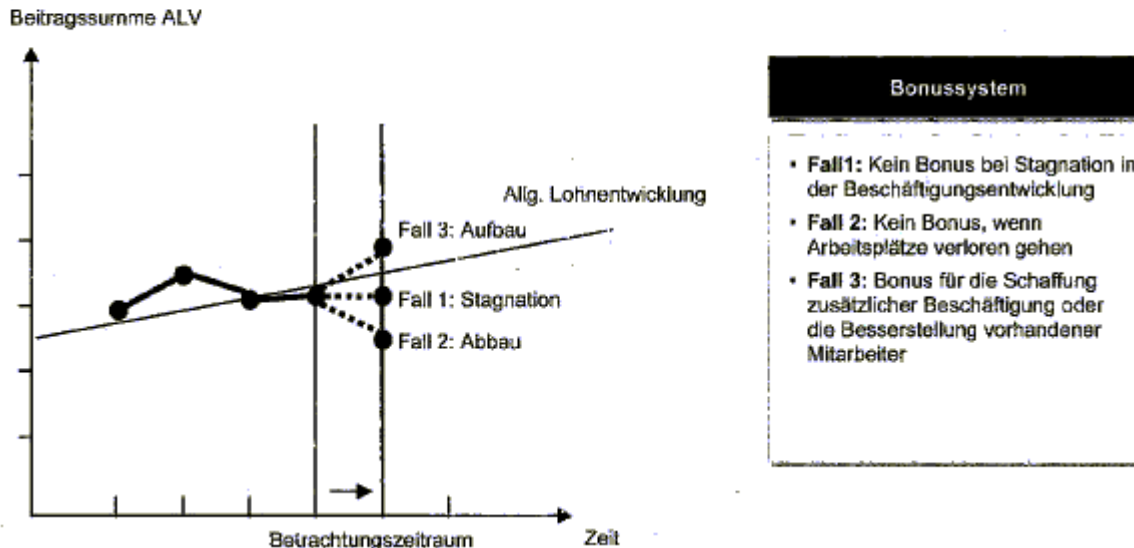 Beitragssumme ALV
Allg. Lohnentwicklung
Fall 3: Aufbau
Fall 1: Stagnation
Fall 2: Abbau
Betrachtungszeitraum
Zeit
Bonussystem
• Fall1: Kein Bonus bei Stagnation in
der Beschäftigungsentwicklung
• Fall 2: Kein Bonus, wenn
Arbeitsplätze verloren gehen
• Fall 3: Bonus für die Schaffung
zusätzlicher Beschäftigung oder
die Besserstellung vorhandener
Mitarbeiter